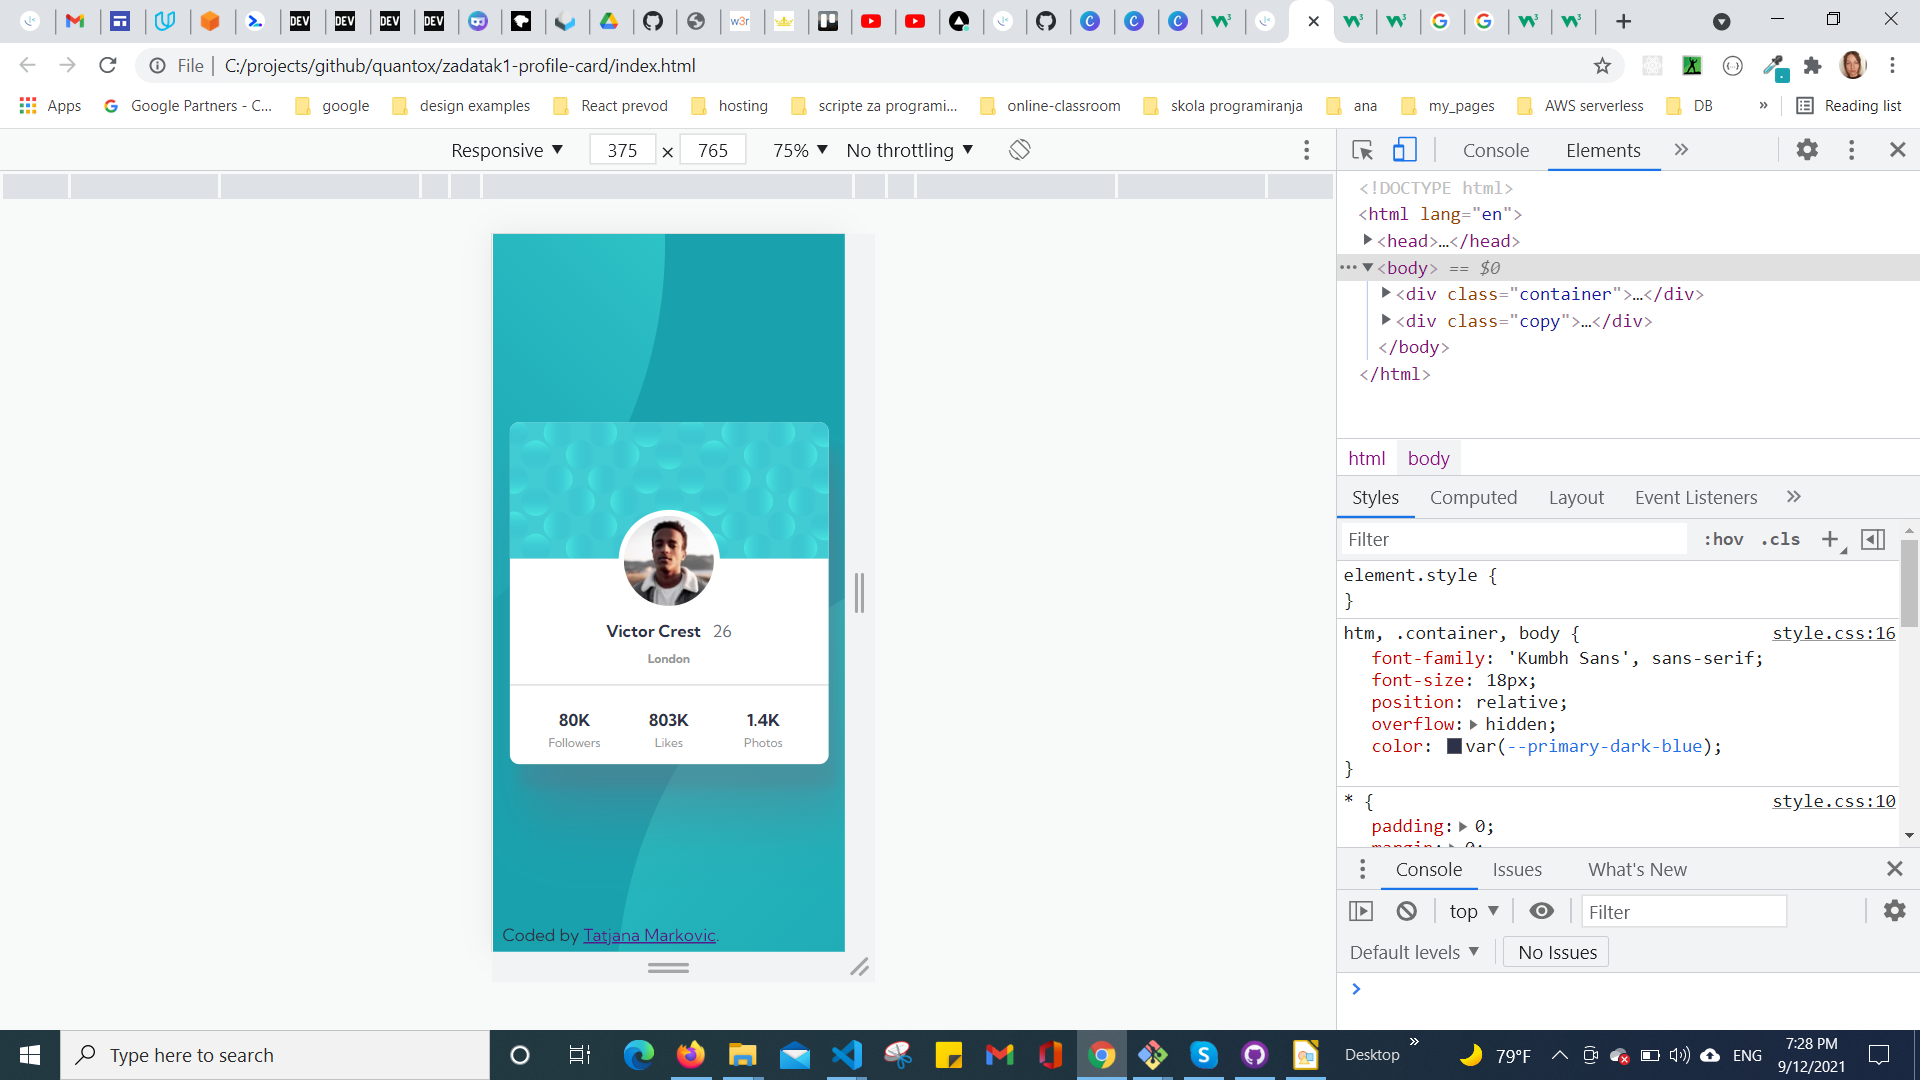 DEV
DEV
DEV
DEV
w3r
File
C:/projects/github/quantox/zadatak1-profile-card/index.html
Apps
Google Partners - C...
google
design examples
React prevod
hosting
scripte za programi...
online-classroom
skola programiranja
ana
my_pages
AWS serverless
DB
»
Reading list
Responsive
375
×
765
75%
No throttling
Console
Elements
»
<!DOCTYPE html>
<html lang="en">
<head>…</head>
<body> == $0
<div class="container">…</div>
<div class="copy">…</div>
</body>
</html>
html
body
Styles
Computed
Layout
Event Listeners
»
Filter
:hov
.cls
+
element.style {
}
htm, .container, body {
style.css:16
font-family: 'Kumbh Sans', sans-serif;
font-size: 18px;
position: relative;
overflow: hidden;
color: var(--primary-dark-blue);
}
* {
style.css:10
padding: 0;
margin: 0;
Victor Crest 26
London
80K
803K
1.4K
Followers
Likes
Photos
Coded by Tatjana Markovic.
Console
Issues
What's New
top
Filter
Default levels
No Issues
Type here to search
Desktop
»
79°F
ENG
7:28 PM
9/12/2021